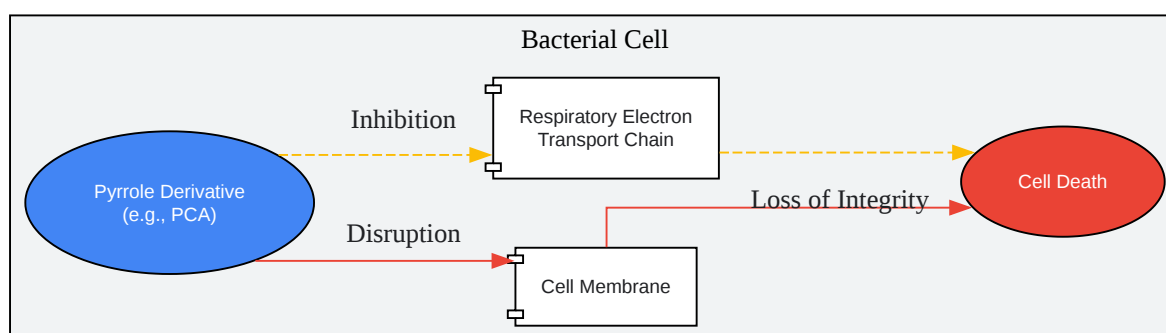 Bacterial Cell
Inhibition
Respiratory Electron
Transport Chain
Pyrrole Derivative
(e.g., PCA)
Cell Death
Loss of Integrity
Disruption
Cell Membrane